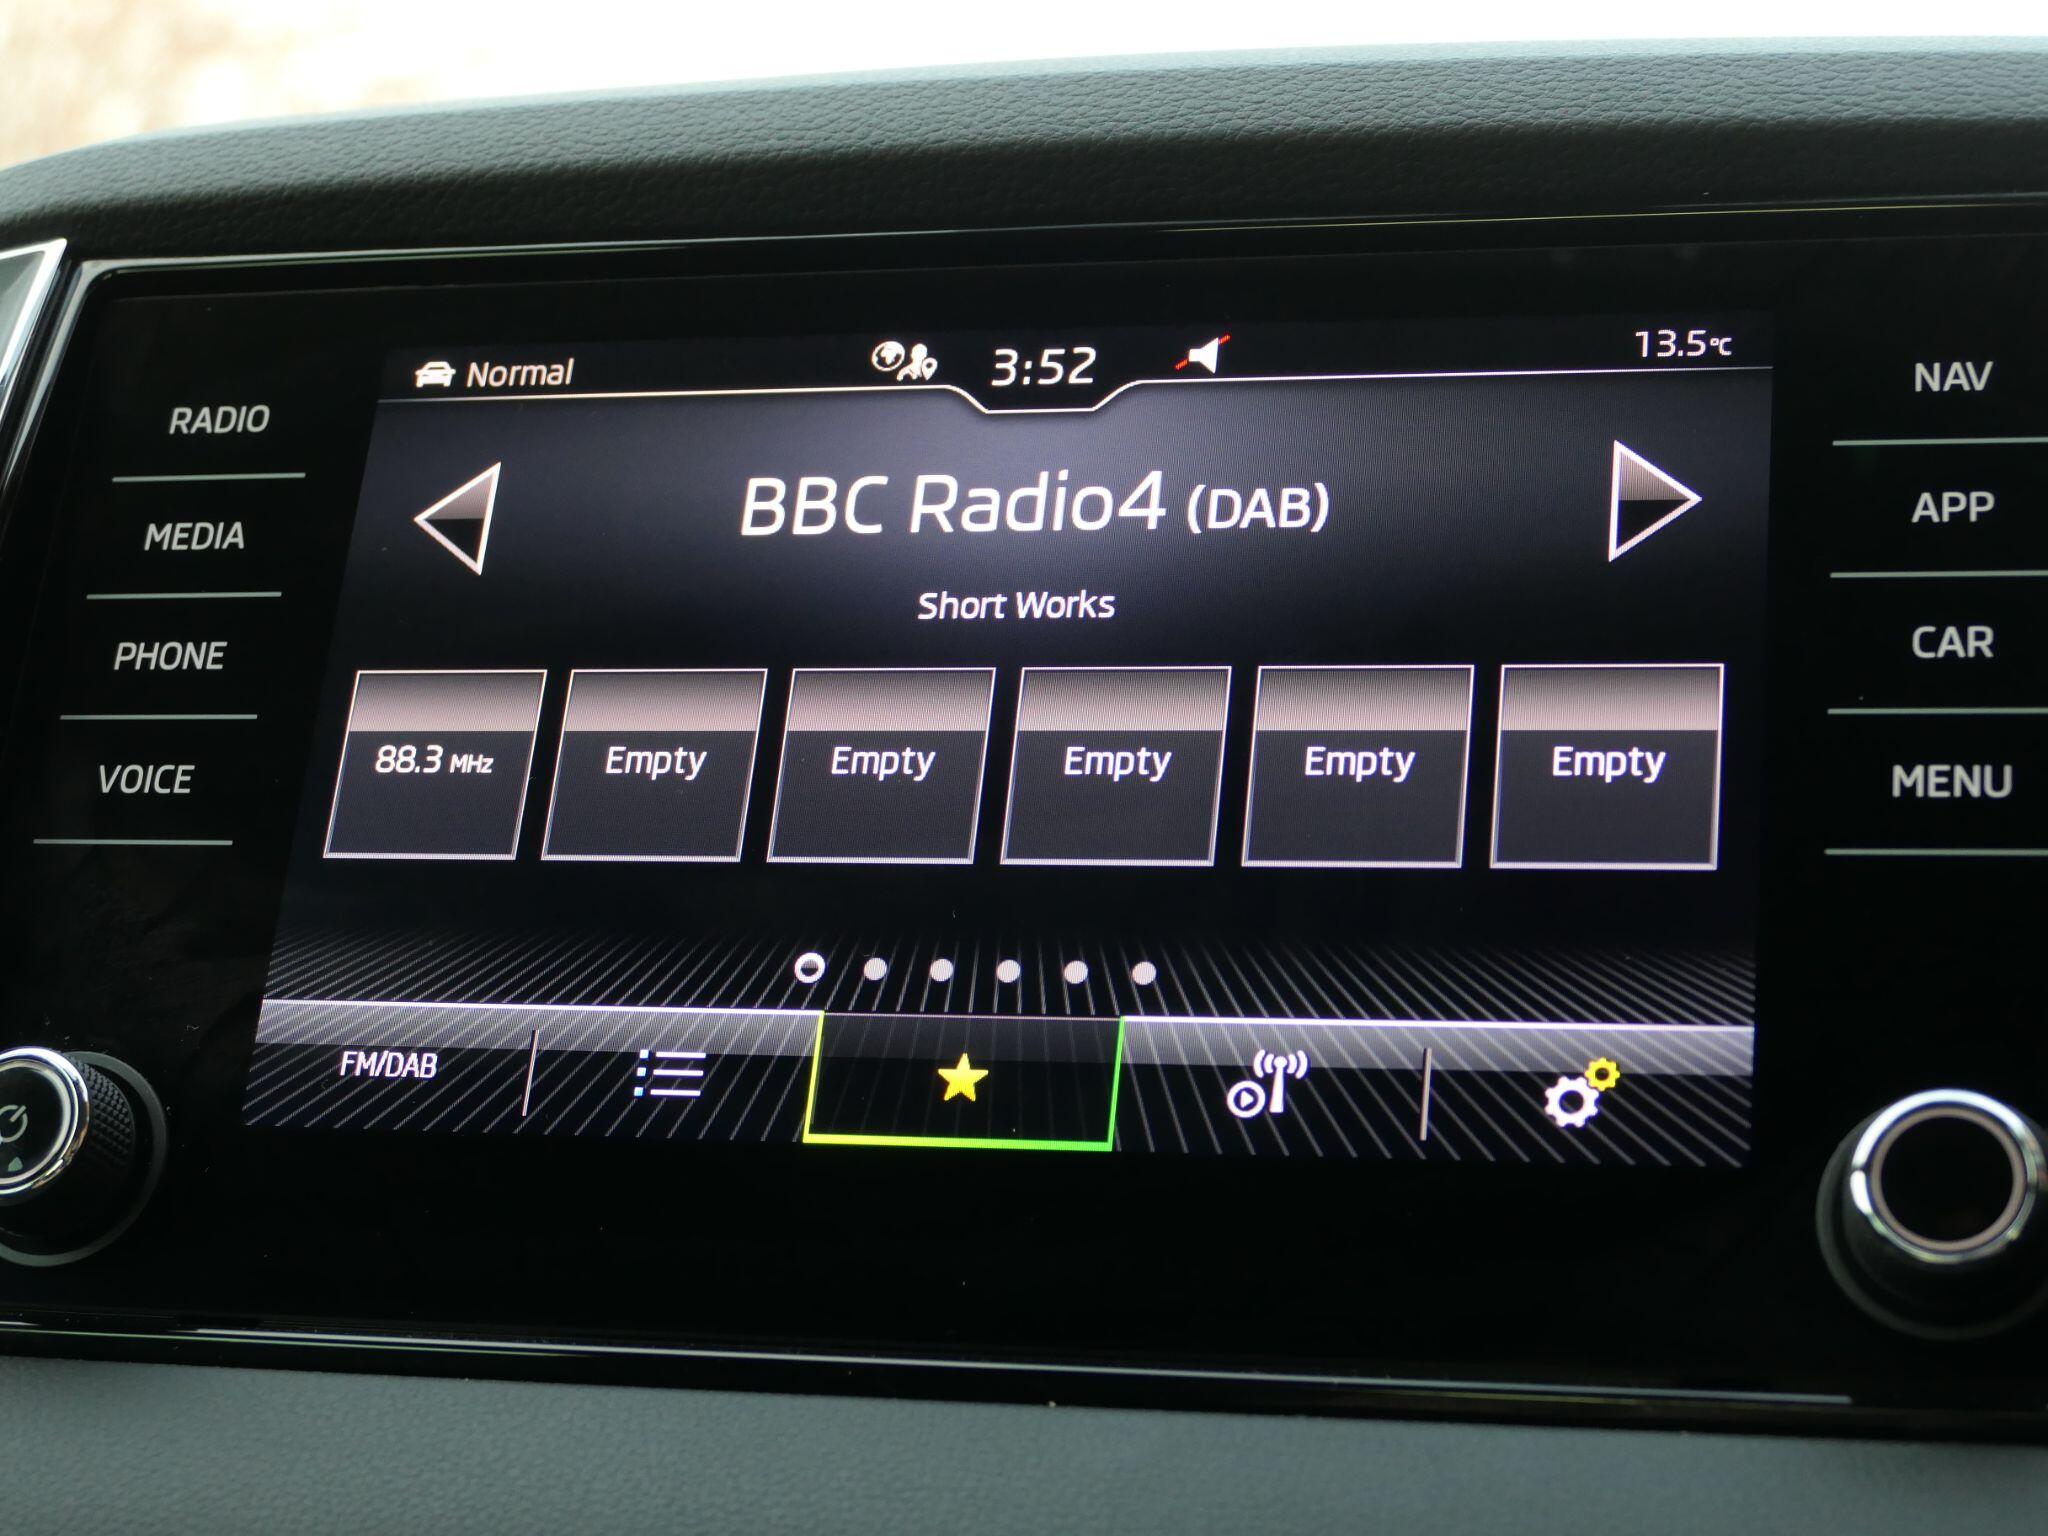 Normal
3:52
13.5°C
RADIO
MEDIA
PHONE
VOICE
BBC Radio4 (DAB)
Short Works
88.3 MHz
Empty
Empty
Empty
Empty
Empty
FM/DAB
NAV
APP
CAR
MENU